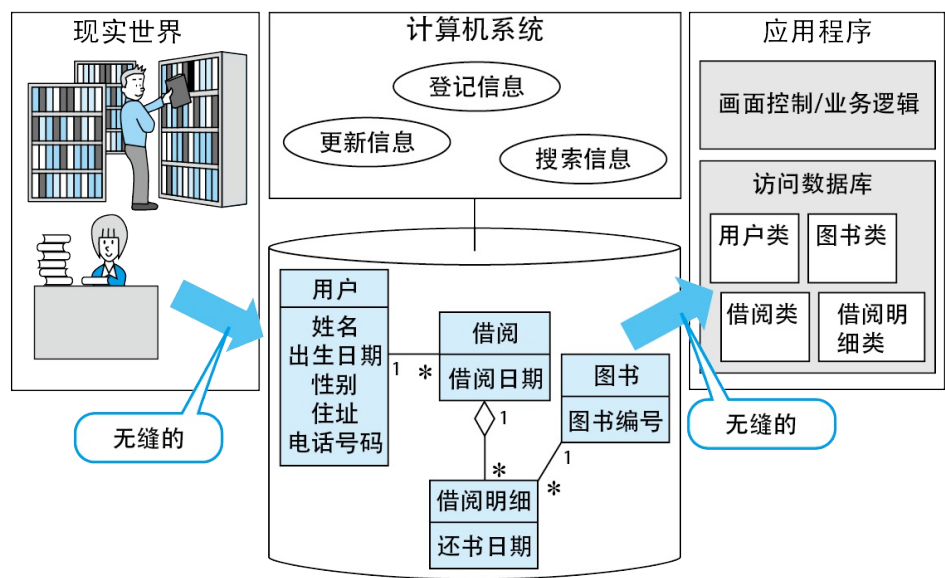 现实世界
无缝的
计算机系统
登记信息
更新信息
搜索信息
用户
姓名
出生日期
性别
住址
电话号码
1
*
借阅
借阅日期
1
*
图书
图书编号
1
*
借阅明细
还书日期
无缝的
应用程序
画面控制/业务逻辑
访问数据库
用户类
图书类
借阅类
借阅明
细类